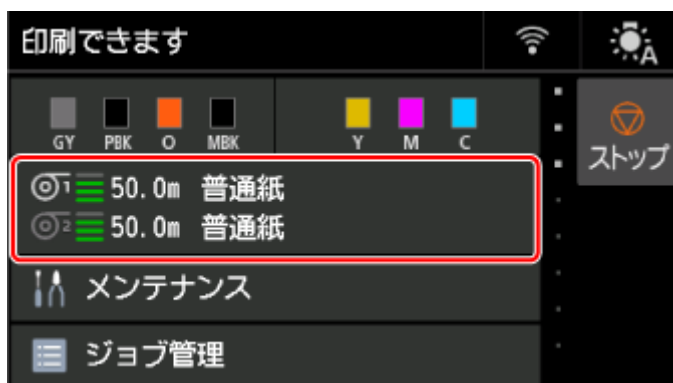 印刷できます
A
GY PBK O MBK Y M C
ストップ
1 50.0m 普通紙
2 50.0m 普通紙
メンテナンス
ジョブ管理